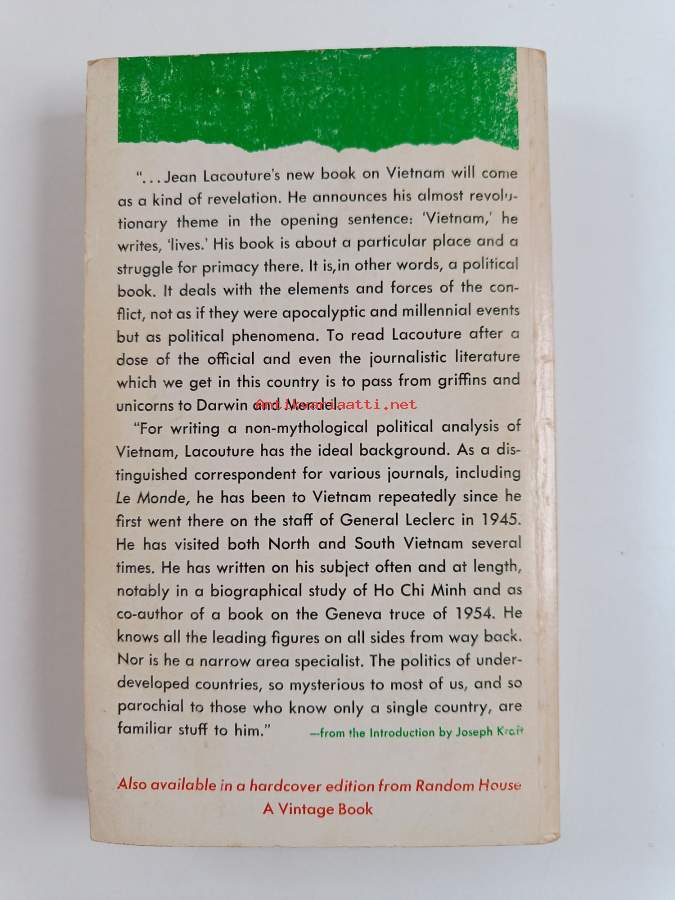 “...Jean Lacouture's new book on Vietnam will come
as a kind of revelation. He announces his almost revolu-
tionary theme in the opening sentence: ‘Vietnam,’ he
writes, ‘lives.’ His book is about a particular place and a
struggle for primacy there. It is, in other words, a political
book. It deals with the elements and forces of the con-
flict, not as if they were apocalyptic and millennial events
but as political phenomena. To read Lacouture after a
dose of the official and even the journalistic literature
which we get in this country is to pass from griffins and
unicorns to Darwin and Mendel.
Antikvariaatti.net
“For writing a non-mythological political analysis of
Vietnam, Lacouture has the ideal background. As a dis-
tinguished correspondent for various journals, including
Le Monde, he has been to Vietnam repeatedly since he
first went there on the staff of General Leclerc in 1945.
He has visited both North and South Vietnam several
times. He has written on his subject often and at length,
notably in a biographical study of Ho Chi Minh and as
co-author of a book on the Geneva truce of 1954. He
knows all the leading figures on all sides from way back.
Nor is he a narrow area specialist. The politics of under-
developed countries, so mysterious to most of us, and so
parochial to those who know only a single country, are
familiar stuff to him.” —from the Introduction by Joseph Kraft
Also available in a hardcover edition from Random House
A Vintage Book